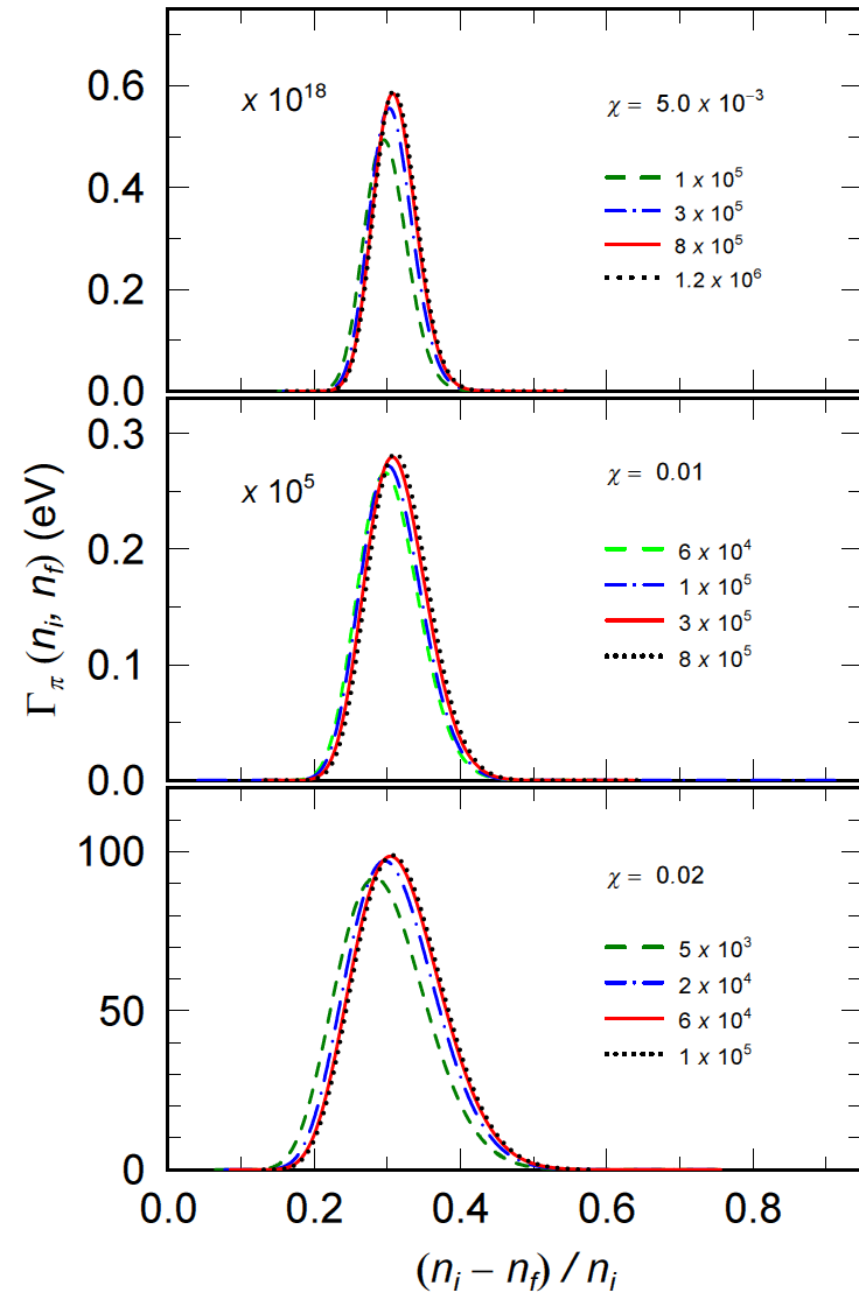 0.6
0.4
0.2
0.0
x 10¹⁸
χ = 5.0 x 10⁻³
1 x 10⁵
3 x 10⁵
8 x 10⁵
1.2 x 10⁶
0.3
0.2
0.1
0.0
x 10⁵
χ = 0.01
6 x 10⁴
1 x 10⁵
3 x 10⁵
8 x 10⁵
Γπ (nᵢ, n_f) (eV)
100
50
0
χ = 0.02
5 x 10³
2 x 10⁴
6 x 10⁴
1 x 10⁵
0.0 0.2 0.4 0.6 0.8
(nᵢ – n_f) / nᵢ